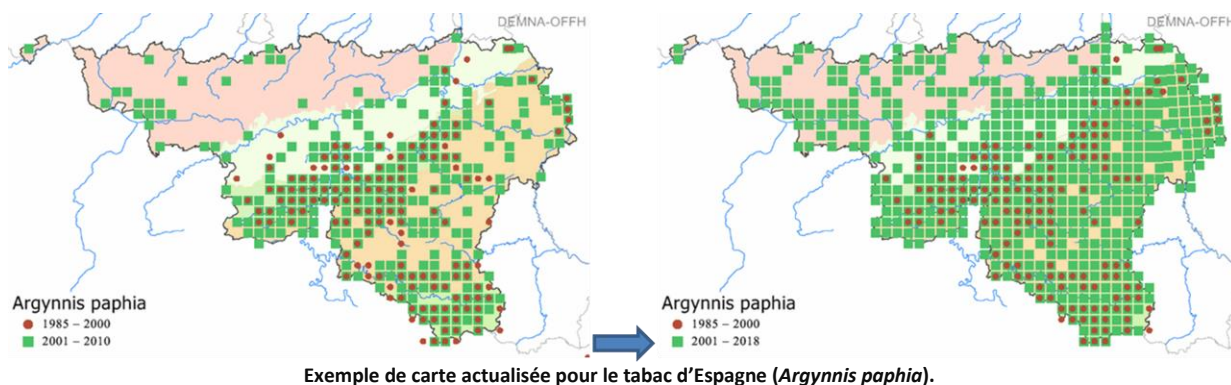 DEMNA-OFFH
Argynnis paphia
1985 – 2000
2001 – 2010
DEMNA-OFFH
Argynnis paphia
1985 – 2000
2001 – 2018
Exemple de carte actualisée pour le tabac d’Espagne (Argynnis paphia).